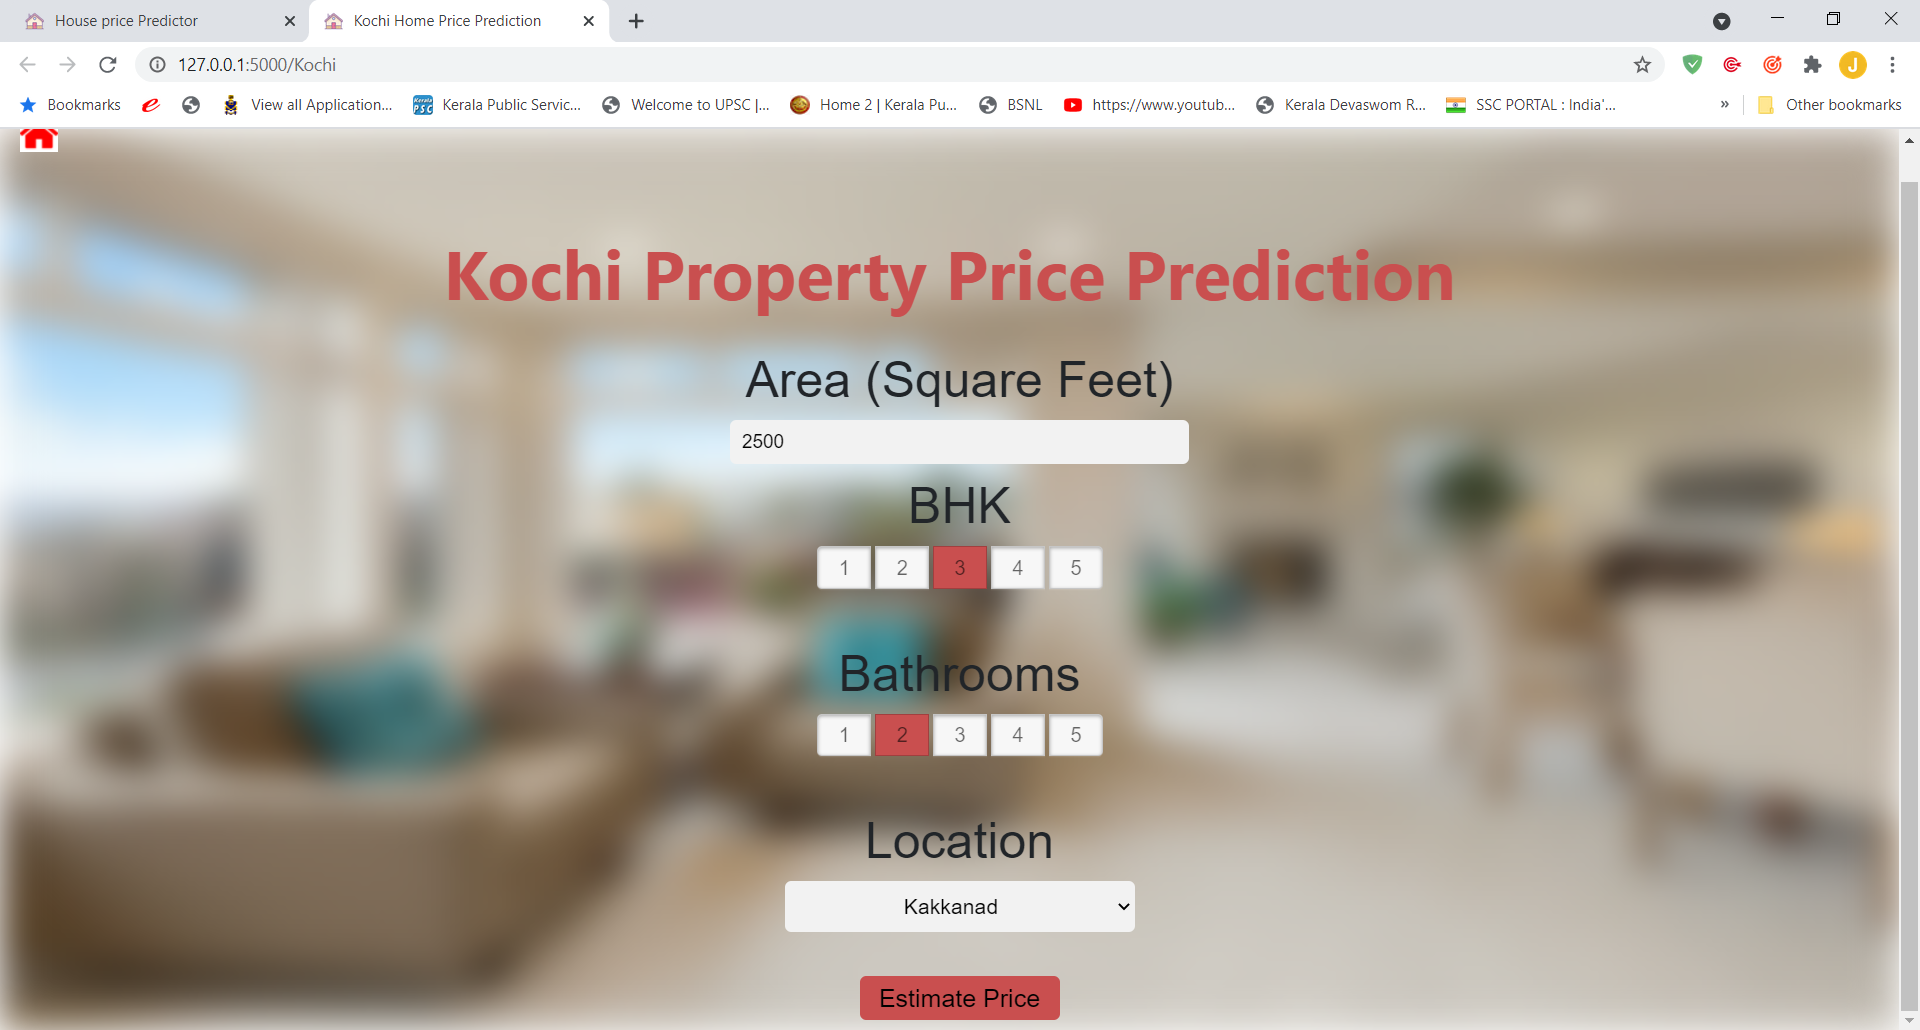 House price Predictor
Kochi Home Price Prediction
127.0.0.1:5000/Kochi
J
Bookmarks
e
View all Application...
Kerala PSC
Kerala Public Servic...
Welcome to UPSC |...
Home 2 | Kerala Pu...
BSNL
https://www.youtub...
Kerala Devaswom R...
SSC PORTAL : India'...
»
Other bookmarks
Kochi Property Price Prediction
Area (Square Feet)
2500
BHK
1 2 3 4 5
Bathrooms
1 2 3 4 5
Location
Kakkanad
Estimate Price